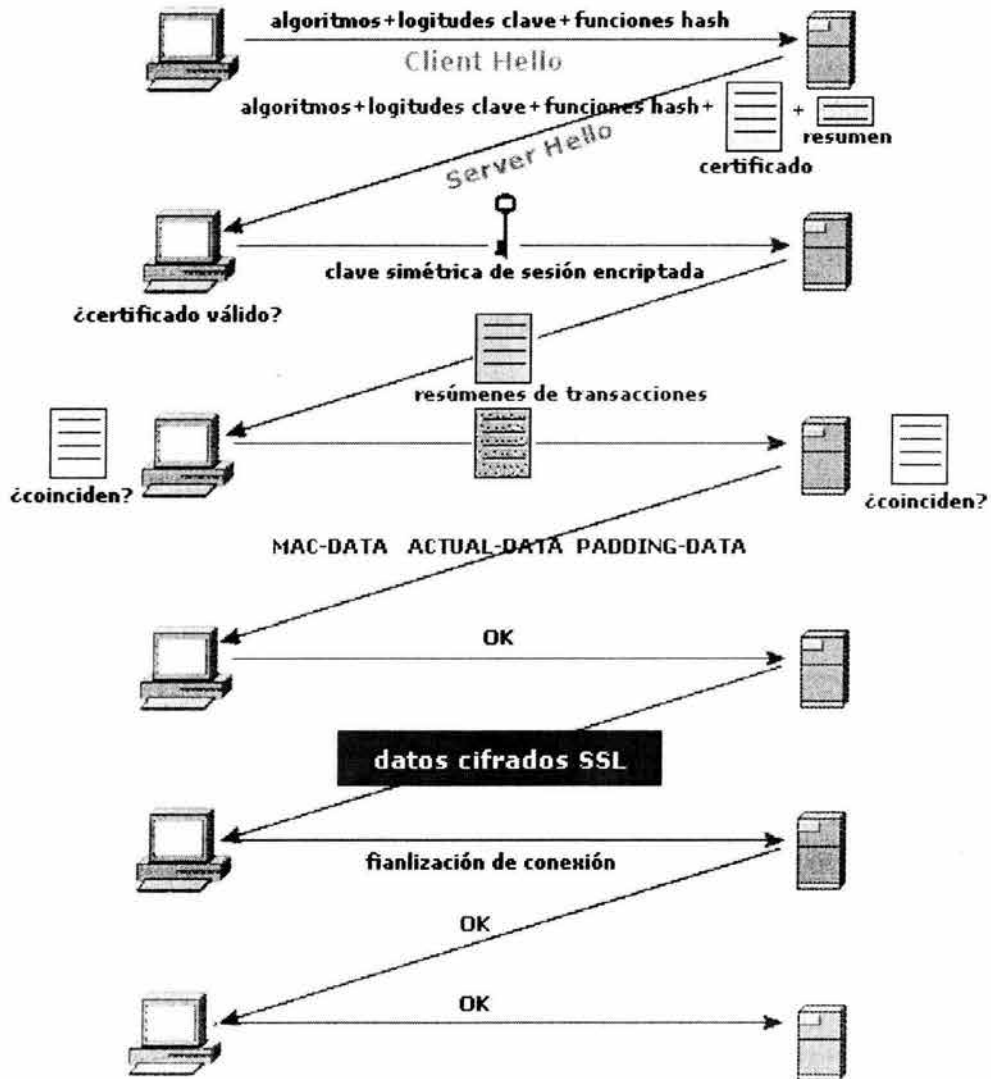 algoritmos+logitudes clave+funciones hash
Client Hello
algoritmos+logitudes clave+funciones hash+
+
resumen
certificado
Server Hello
clave simétrica de sesión encriptada
¿certificado válido?
resúmenes de transacciones
¿coinciden?
¿coinciden?
MAC-DATA ACTUAL-DATA PADDING-DATA
OK
datos cifrados SSL
fianlización de conexión
OK
OK